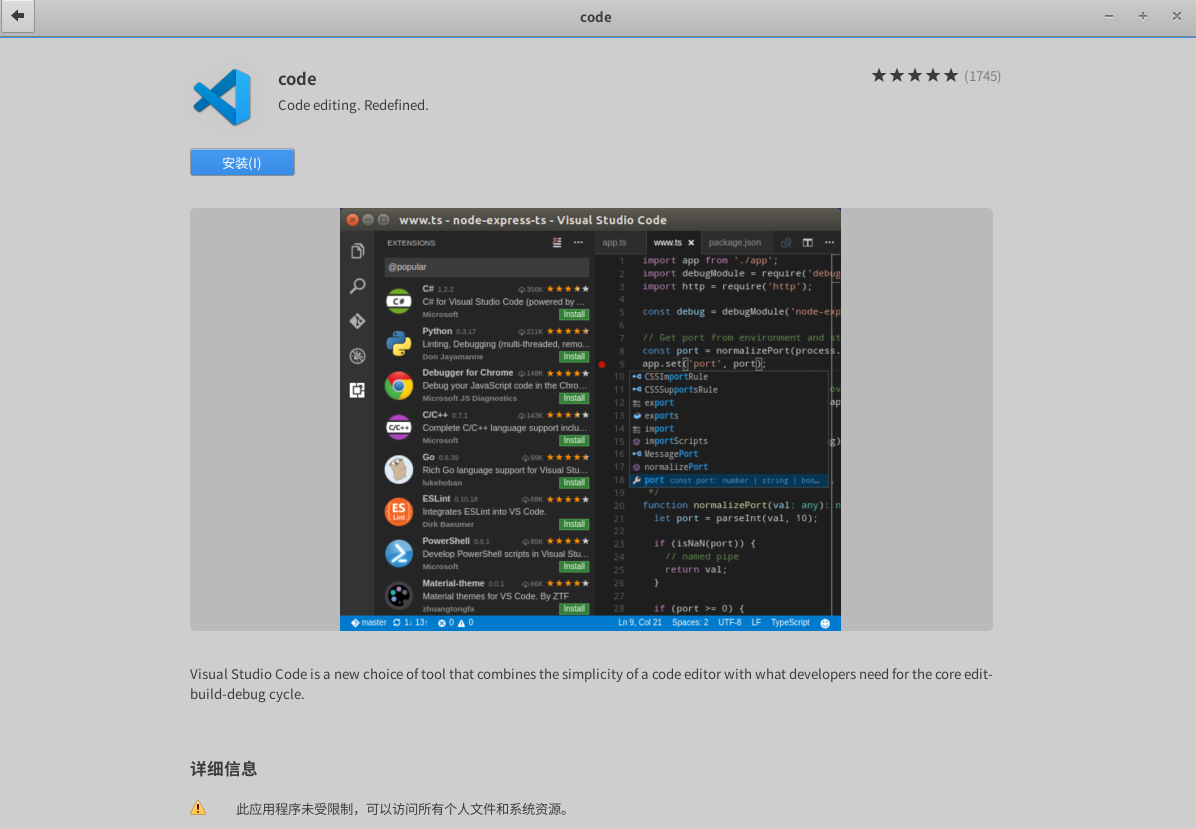 code
code
Code editing. Redefined.
(1745)
安装(I)
www.ts - node-express-ts - Visual Studio Code
EXTENSIONS
@popular
C# 1.2.2 356K
C# for Visual Studio Code (powered by ...
Microsoft Install
Python 0.3.17 211K
Linting, Debugging (multi-threaded, remo...
Don Jayamanne Install
Debugger for Chrome 148K
Debug your JavaScript code in the Chro...
Microsoft JS Diagnostics Install
C/C++ 0.7.1 143K
C/C++
Complete C/C++ language support inclu...
Microsoft Install
Go 0.6.39 99K
Rich Go language support for Visual Stu...
lukehoban Install
ESLint 0.10.18 88K
ES
Lint
Integrates ESLint into VS Code.
Dirk Baeumer Install
PowerShell 0.6.1 85K
Develop PowerShell scripts in Visual Stu...
Microsoft Install
Material-theme 0.0.1 66K
Material themes for VS Code. By ZTF
zhuangtongfa Install
app.ts www.ts package.json
1 import app from './app';
2 import debugModule = require('debug
3 import http = require('http');
4
5 const debug = debugModule('node-exp
6
7 // Get port from environment and st
8 const port = normalizePort(process.
9 app.set('port', port);
10 CSSImportRule
11 CSSSupportsRule
12 export
13 exports
14 import
15 importScripts
16 MessagePort
17 normalizePort
18 port const port: number | string | boo...
19 */
20 function normalizePort(val: any): n
21 let port = parseInt(val, 10);
22
23 if (isNaN(port)) {
24 // named pipe
25 return val;
26 }
27
28 if (port >= 0) {
master 1↓ 13↑ 0 0 Ln 9, Col 21 Spaces: 2 UTF-8 LF TypeScript
Visual Studio Code is a new choice of tool that combines the simplicity of a code editor with what developers need for the core edit-
build-debug cycle.
详细信息
此应用程序未受限制，可以访问所有个人文件和系统资源。